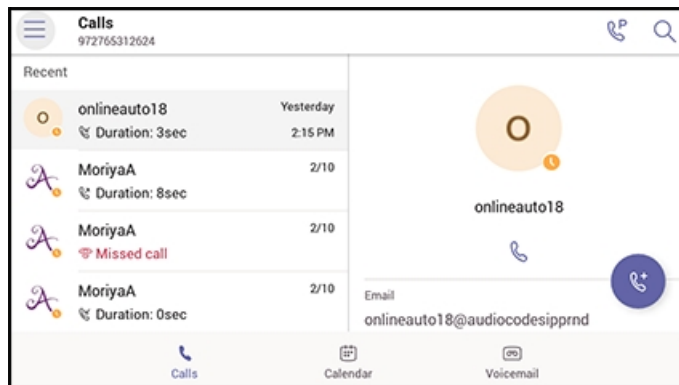 Calls
972765312624
Recent
O
onlineauto18
Yesterday
Duration: 3sec
2:15 PM
MoriyaA
2/10
Duration: 8sec
MoriyaA
2/10
Missed call
MoriyaA
2/10
Duration: 0sec
P
O
onlineauto18
Email
onlineauto18@audiocodesipprnd
Calls
Calendar
Voicemail